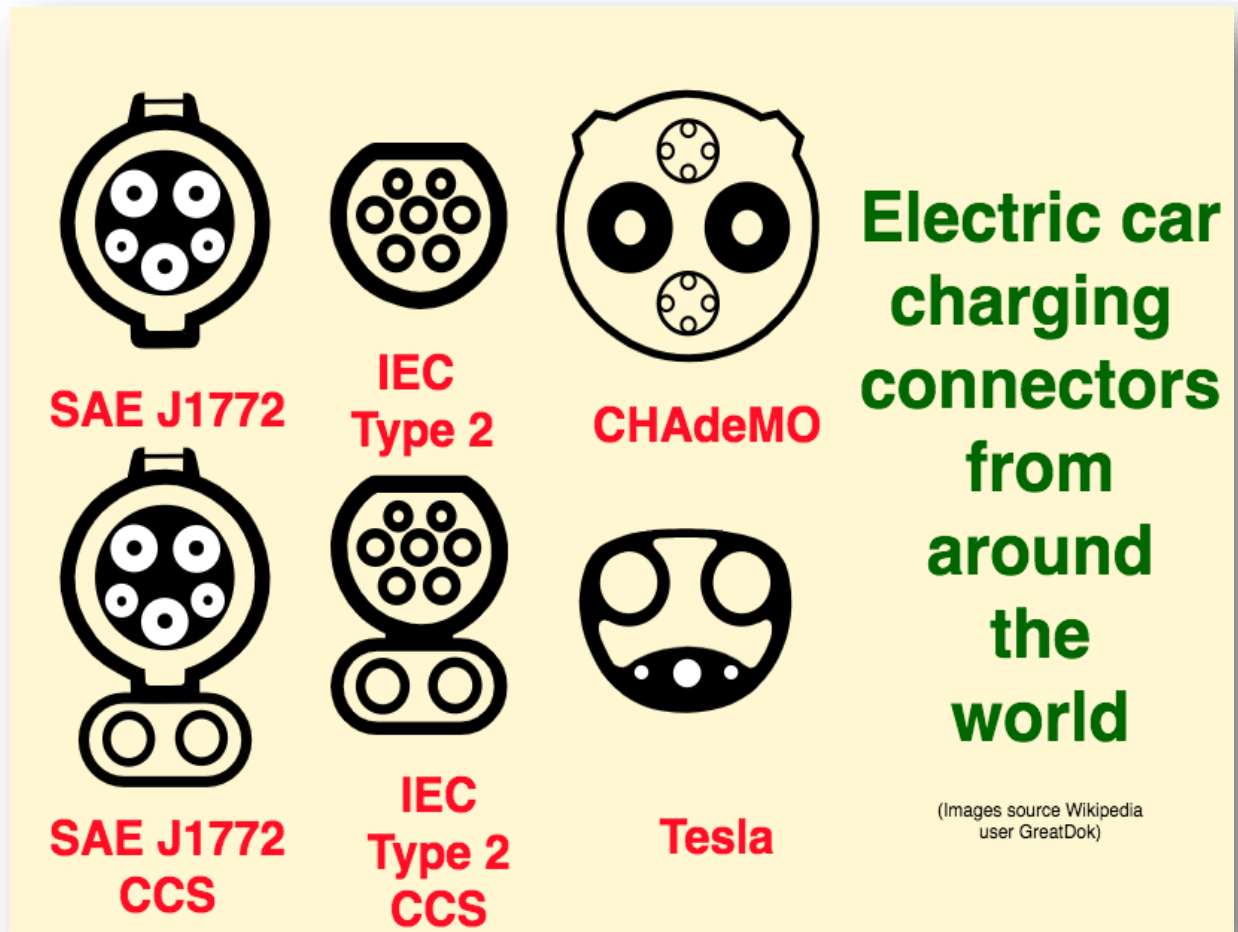 SAE J1772
IEC
Type 2
CHAdeMO
SAE J1772
CCS
IEC
Type 2
CCS
Tesla
Electric car
charging
connectors
from
around
the
world
(Images source Wikipedia
user GreatDok)